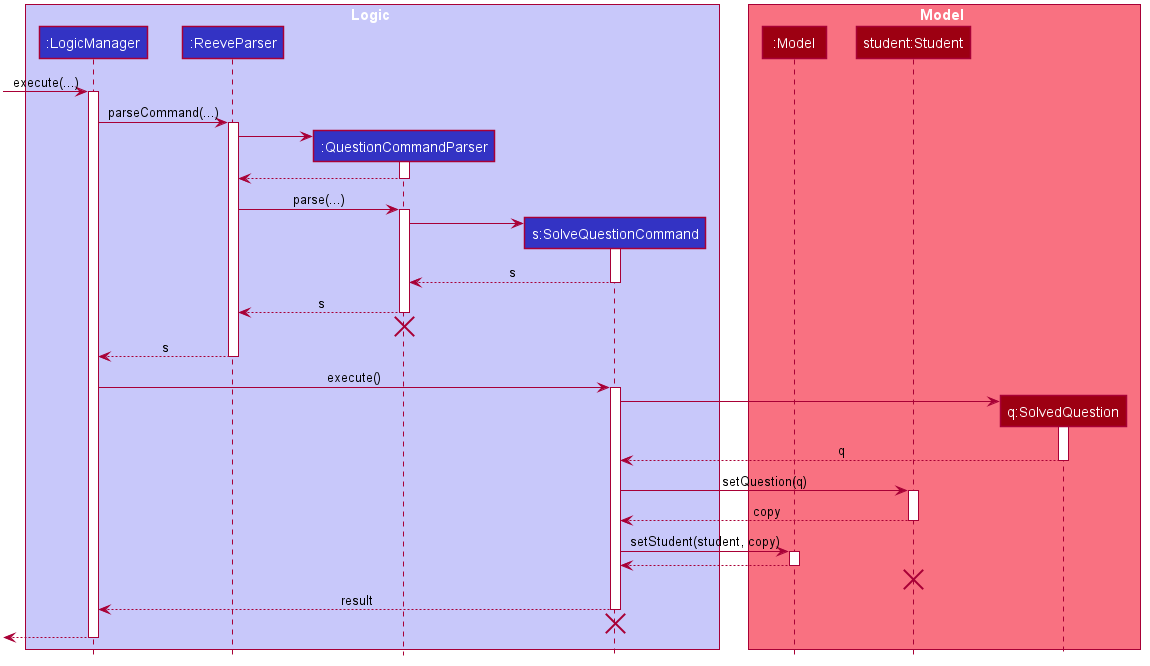 Logic
Model
:LogicManager
:ReeveParser
:Model
student:Student
execute(...)
parseCommand(...)
:QuestionCommandParser
parse(...)
s:SolveQuestionCommand
s
s
s
execute()
q:SolvedQuestion
q
setQuestion(q)
copy
setStudent(student, copy)
result